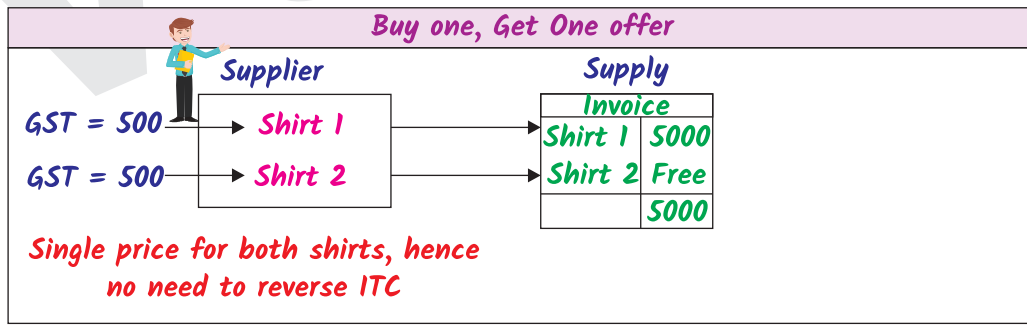 Buy one, Get One offer
Supplier
Supply
Invoice
GST = 500
Shirt 1
Shirt 1 5000
GST = 500
Shirt 2
Shirt 2 Free
5000
Single price for both shirts, hence
no need to reverse ITC